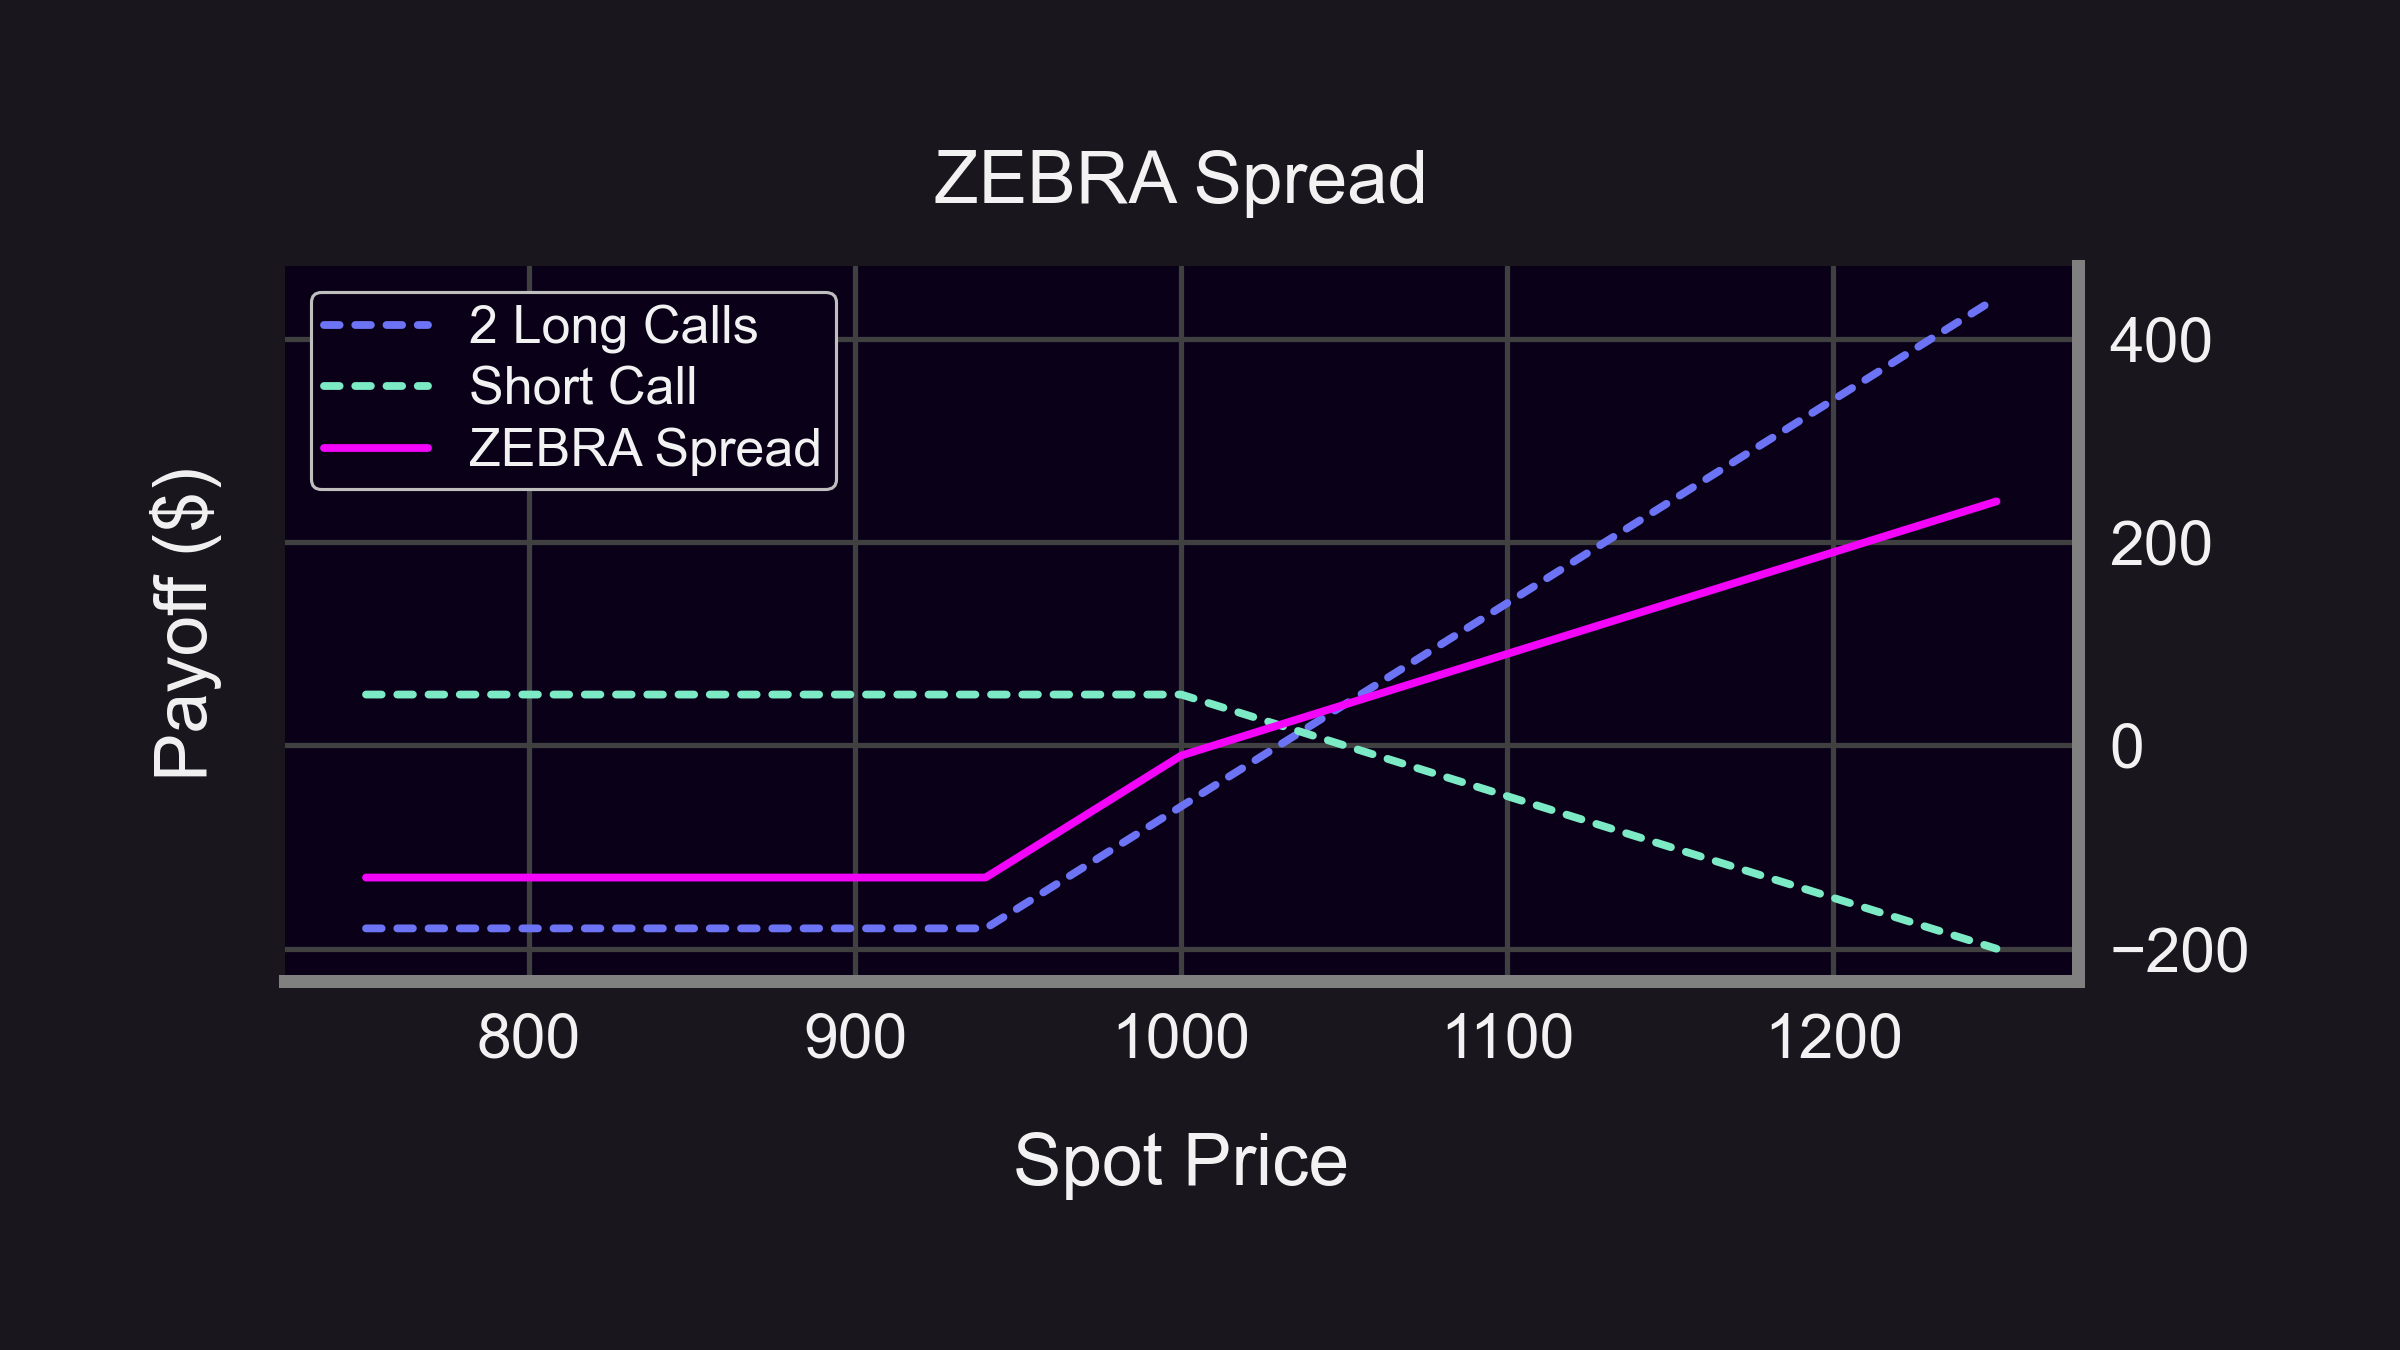 ZEBRA Spread
2 Long Calls
Short Call
ZEBRA Spread
Payoff ($)
400
200
0
−200
800 900 1000 1100 1200
Spot Price